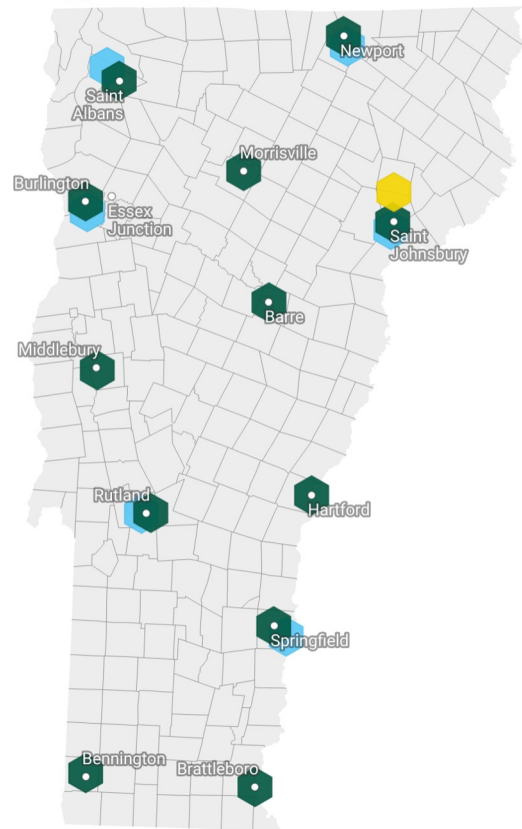 Newport
Saint
Albans
Morrisville
Burlington
Essex
Junction
Saint
Johnsbury
Barre
Middlebury
Rutland
Hartford
Springfield
Bennington
Brattleboro